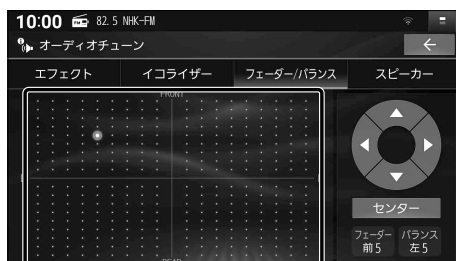 10:00 FM 82. 5 NHK-FM
オーディオチューン
エフェクト イコライザー フェーダー/バランス スピーカー
FRONT
センター
フェーダー バランス
前5 左5
REAR